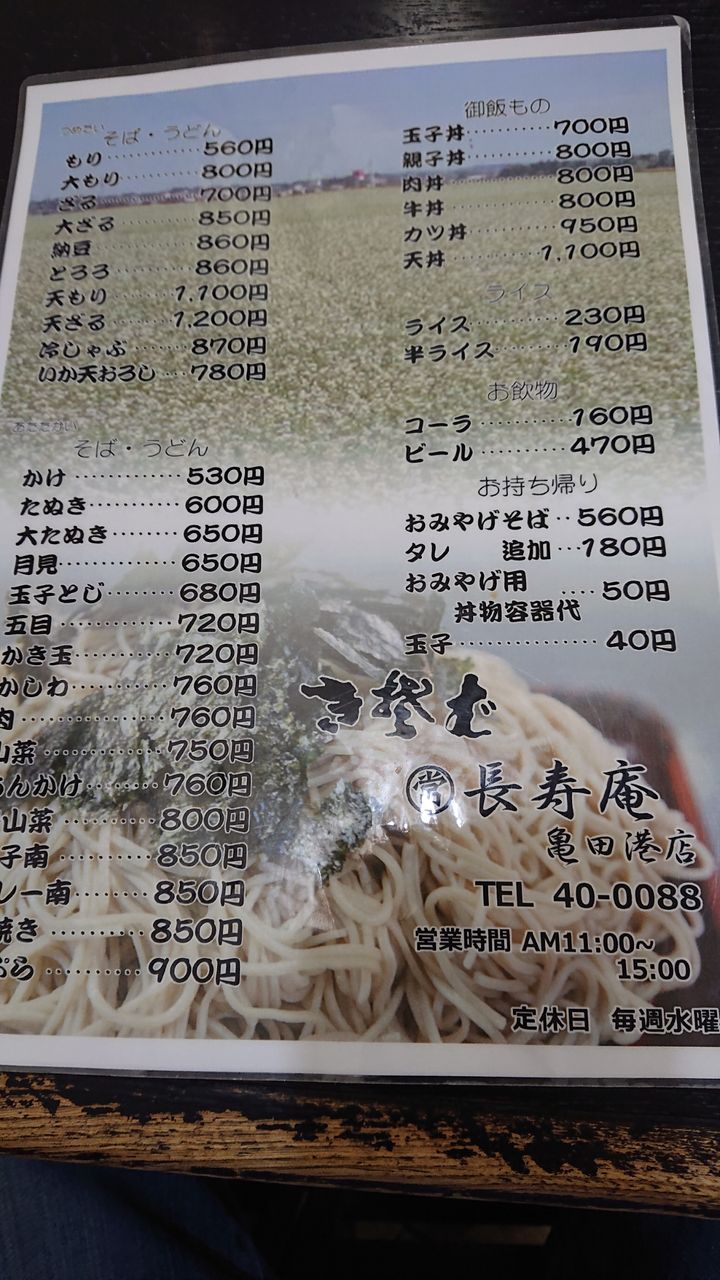 つめたい
そば・うどん
もり‥‥‥‥560円
大もり‥‥‥‥800円
ざる‥‥‥‥700円
大ざる‥‥‥‥850円
納豆‥‥‥‥860円
とろろ‥‥‥‥860円
天もり‥‥‥1,100円
天ざる‥‥‥1,200円
冷しゃぶ‥‥‥870円
いか天おろし‥780円
あたたかい
そば・うどん
かけ‥‥‥‥530円
たぬき‥‥‥‥600円
大たぬき‥‥‥650円
月見‥‥‥‥650円
玉子とじ‥‥‥680円
五目‥‥‥‥720円
かき玉‥‥‥‥720円
かしわ‥‥‥‥760円
肉‥‥‥‥760円
山菜‥‥‥‥750円
あんかけ‥‥‥760円
山菜‥‥‥‥800円
子南‥‥‥‥850円
レー南‥‥‥‥850円
焼き‥‥‥‥850円
ぷら‥‥‥‥900円
御飯もの
玉子丼‥‥‥‥700円
親子丼‥‥‥‥800円
肉丼‥‥‥‥800円
牛丼‥‥‥‥800円
カツ丼‥‥‥‥950円
天丼‥‥‥‥1,100円
ライス
ライス‥‥‥‥230円
半ライス‥‥‥190円
お飲物
コーラ‥‥‥‥160円
ビール‥‥‥‥470円
お持ち帰り
おみやげそば‥560円
タレ 追加‥180円
おみやげ用
丼物容器代‥‥50円
玉子‥‥‥‥40円
き楚む
常 長寿庵
亀田港店
TEL 40-0088
営業時間 AM11:00~
15:00
定休日 毎週水曜